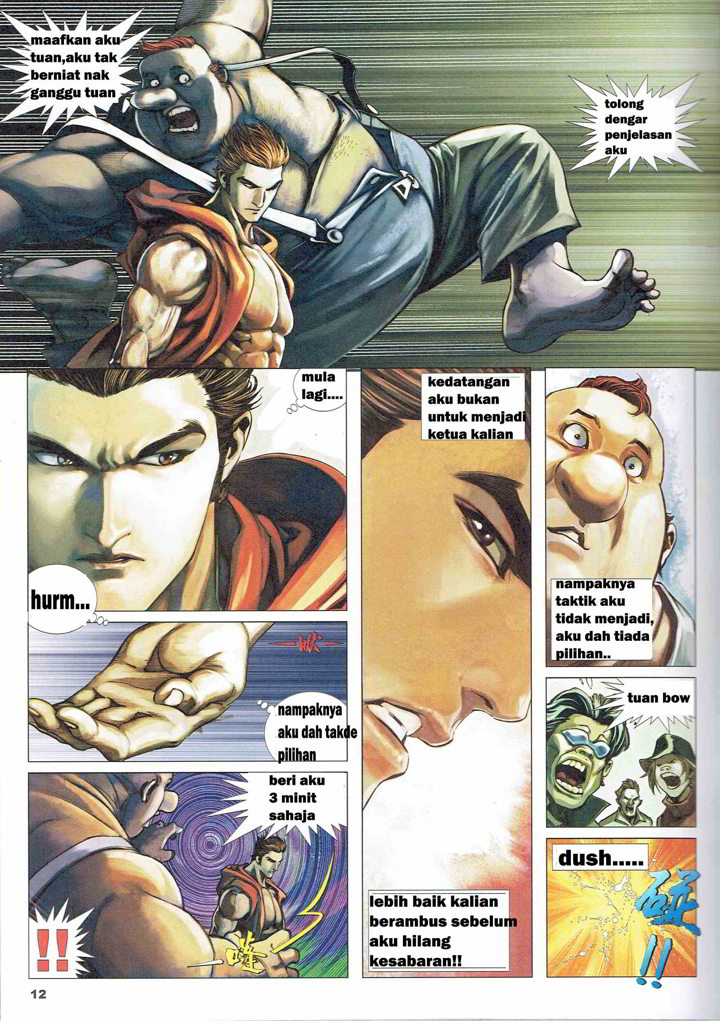 maafkan aku
tuan,aku tak
berniat nak
ganggu tuan
tolong
dengar
penjelasan
aku
mula
lagi....
hurm...
nampaknya
aku dah takde
pilihan
beri aku
3 minit
sahaja
!!
kedatangan
aku bukan
untuk menjadi
ketua kalian
lebih baik kalian
berambus sebelum
aku hilang
kesabaran!!
nampaknya
taktik aku
tidak menjadi,
aku dah tiada
pilihan..
tuan bow
dush.....
碰
!!
12